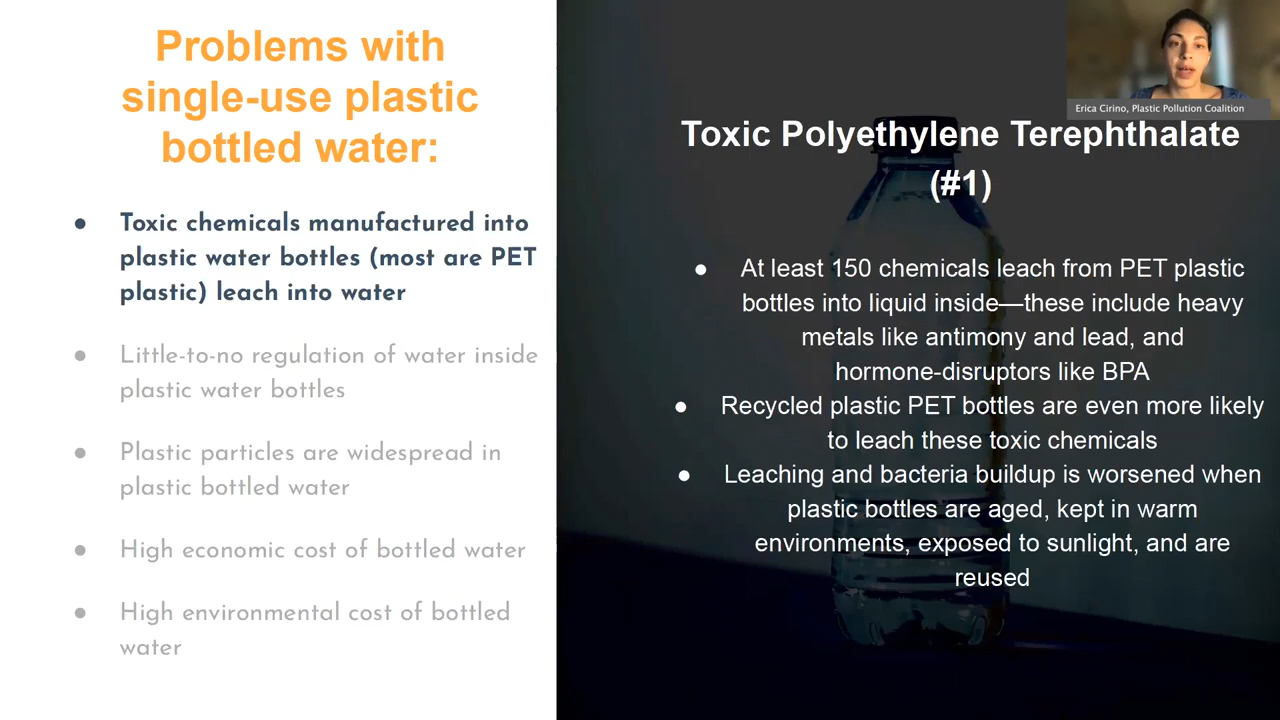 Problems with
single-use plastic
bottled water:
● Toxic chemicals manufactured into
plastic water bottles (most are PET
plastic) leach into water
● Little-to-no regulation of water inside
plastic water bottles
● Plastic particles are widespread in
plastic bottled water
● High economic cost of bottled water
● High environmental cost of bottled
water
Erica Cirino, Plastic Pollution Coalition
Toxic Polyethylene Terephthalate
(#1)
● At least 150 chemicals leach from PET plastic
bottles into liquid inside—these include heavy
metals like antimony and lead, and
hormone-disruptors like BPA
● Recycled plastic PET bottles are even more likely
to leach these toxic chemicals
● Leaching and bacteria buildup is worsened when
plastic bottles are aged, kept in warm
environments, exposed to sunlight, and are
reused